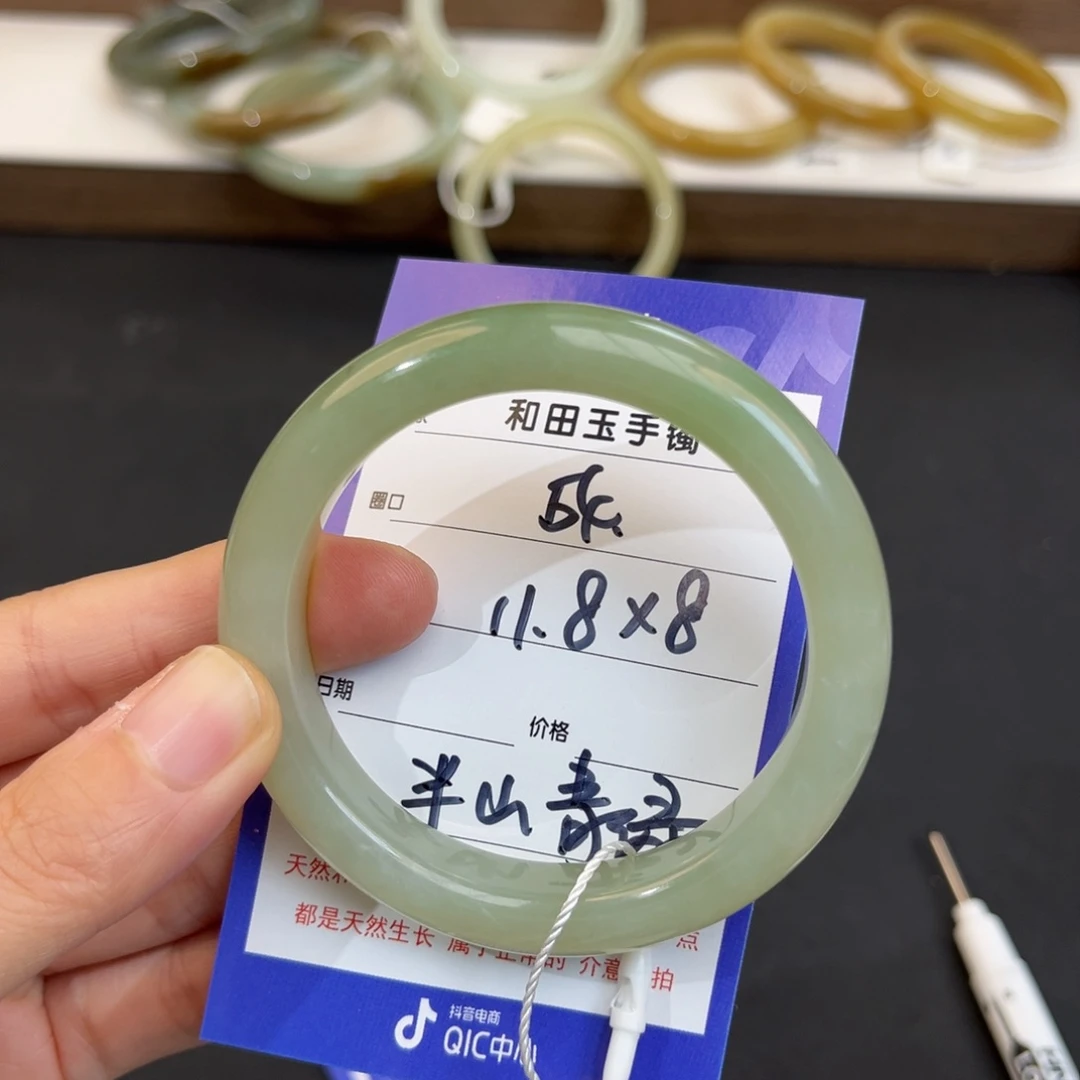 和田玉手镯
圈口
11.8×8
日期 价格
半山青
天然 点
都是天然生长 属于正常的 介意 拍
抖音电商
QIC中心